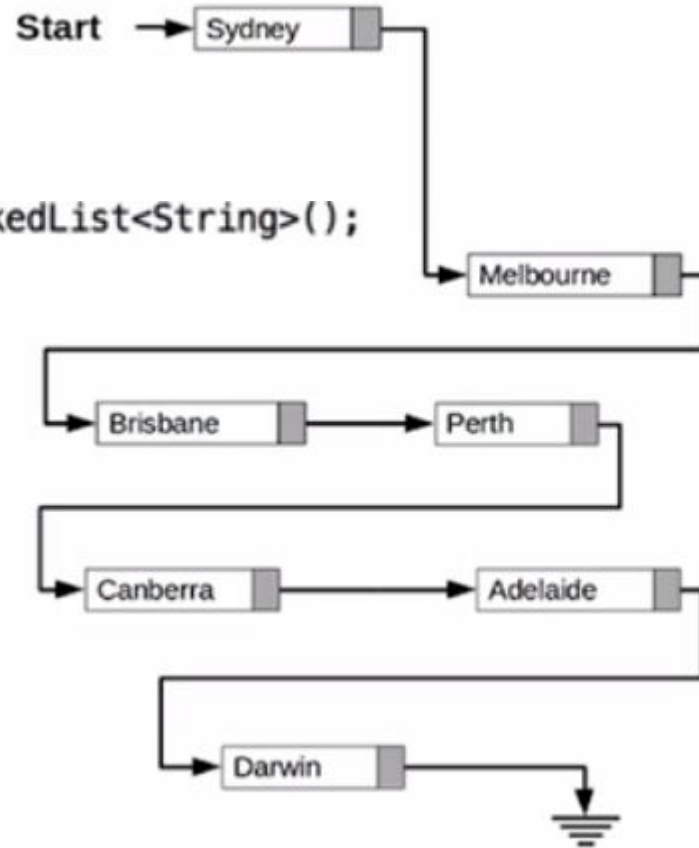 Start Sydney
kedList<String>();
Melbourne
Brisbane Perth
Canberra Adelaide
Darwin